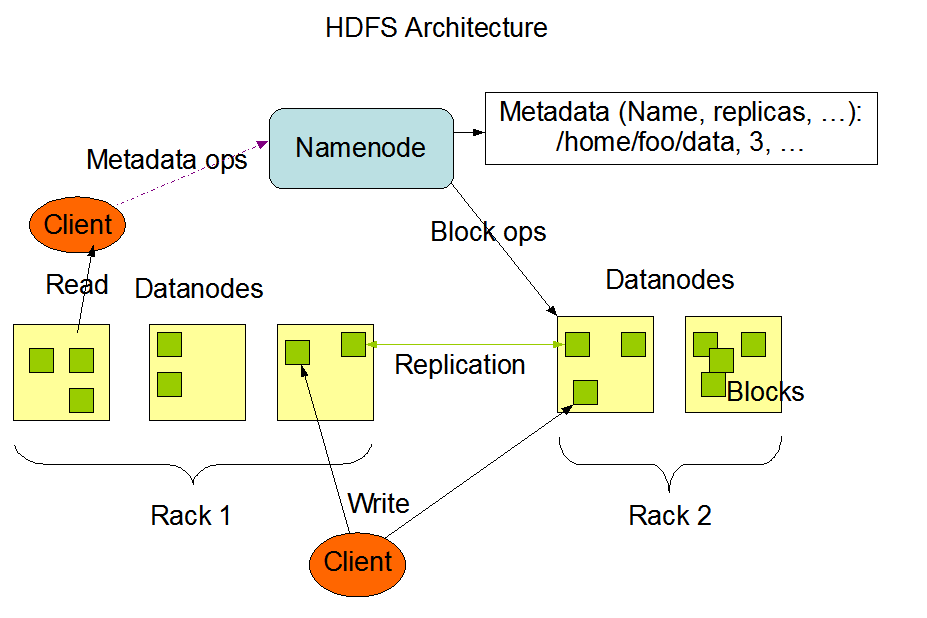 HDFS Architecture
Metadata (Name, replicas, …):
/home/foo/data, 3, …
Namenode
Metadata ops
Client
Block ops
Read
Datanodes
Datanodes
Replication
Blocks
Rack 1
Write
Rack 2
Client